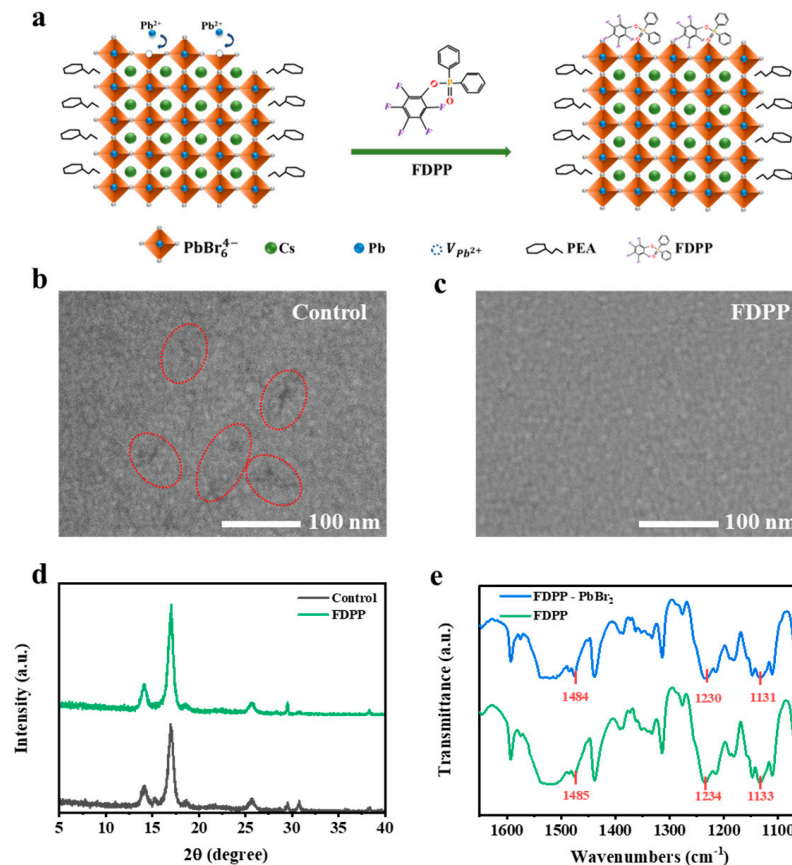 a
Pb2+ Pb2+
F F F F F O P O
FDPP
PbBr6 4− Cs Pb VPb2+ PEA FDPP
b
Control
100 nm
c
FDPP
100 nm
d
Control
FDPP
Intensity (a.u.)
5 10 15 20 25 30 35 40
2θ (degree)
e
FDPP - PbBr2
FDPP
1484 1230 1131
1485 1234 1133
Transmittance (a.u.)
1600 1500 1400 1300 1200 1100
Wavenumbers (cm-1)